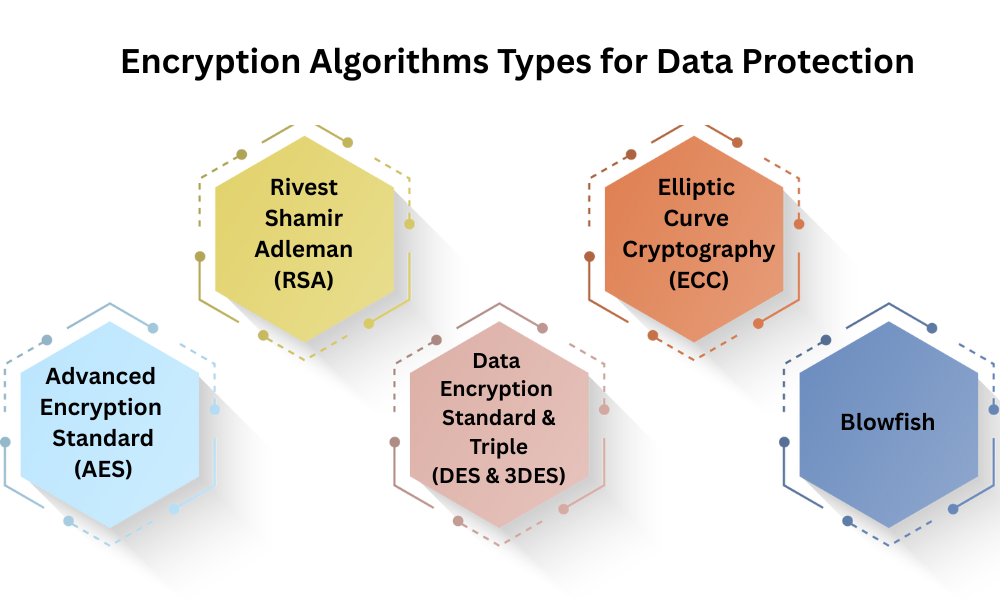 Encryption Algorithms Types for Data Protection
Rivest
Shamir
Adleman
(RSA)
Elliptic
Curve
Cryptography
(ECC)
Advanced
Encryption
Standard
(AES)
Data
Encryption
Standard &
Triple
(DES & 3DES)
Blowfish